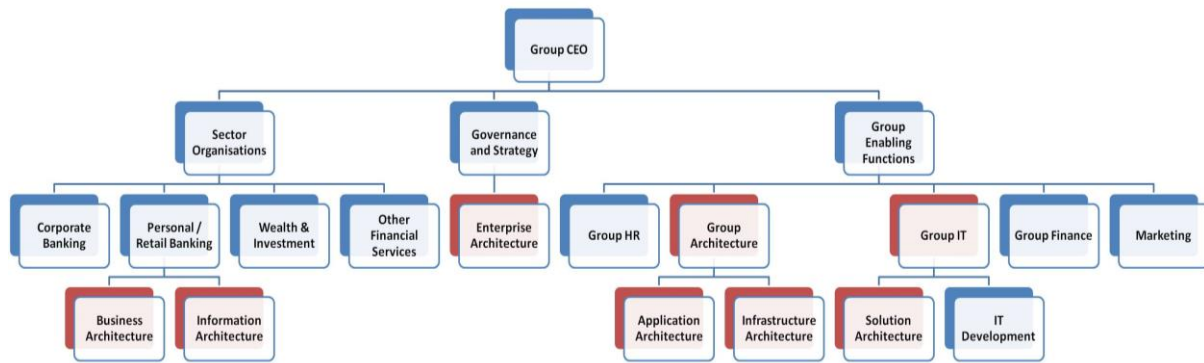 Group CEO
Sector
Organisations
Governance
and Strategy
Group
Enabling
Functions
Corporate
Banking
Personal /
Retail Banking
Wealth &
Investment
Other
Financial
Services
Enterprise
Architecture
Group HR
Group
Architecture
Group IT
Group Finance
Marketing
Business
Architecture
Information
Architecture
Application
Architecture
Infrastructure
Architecture
Solution
Architecture
IT
Development